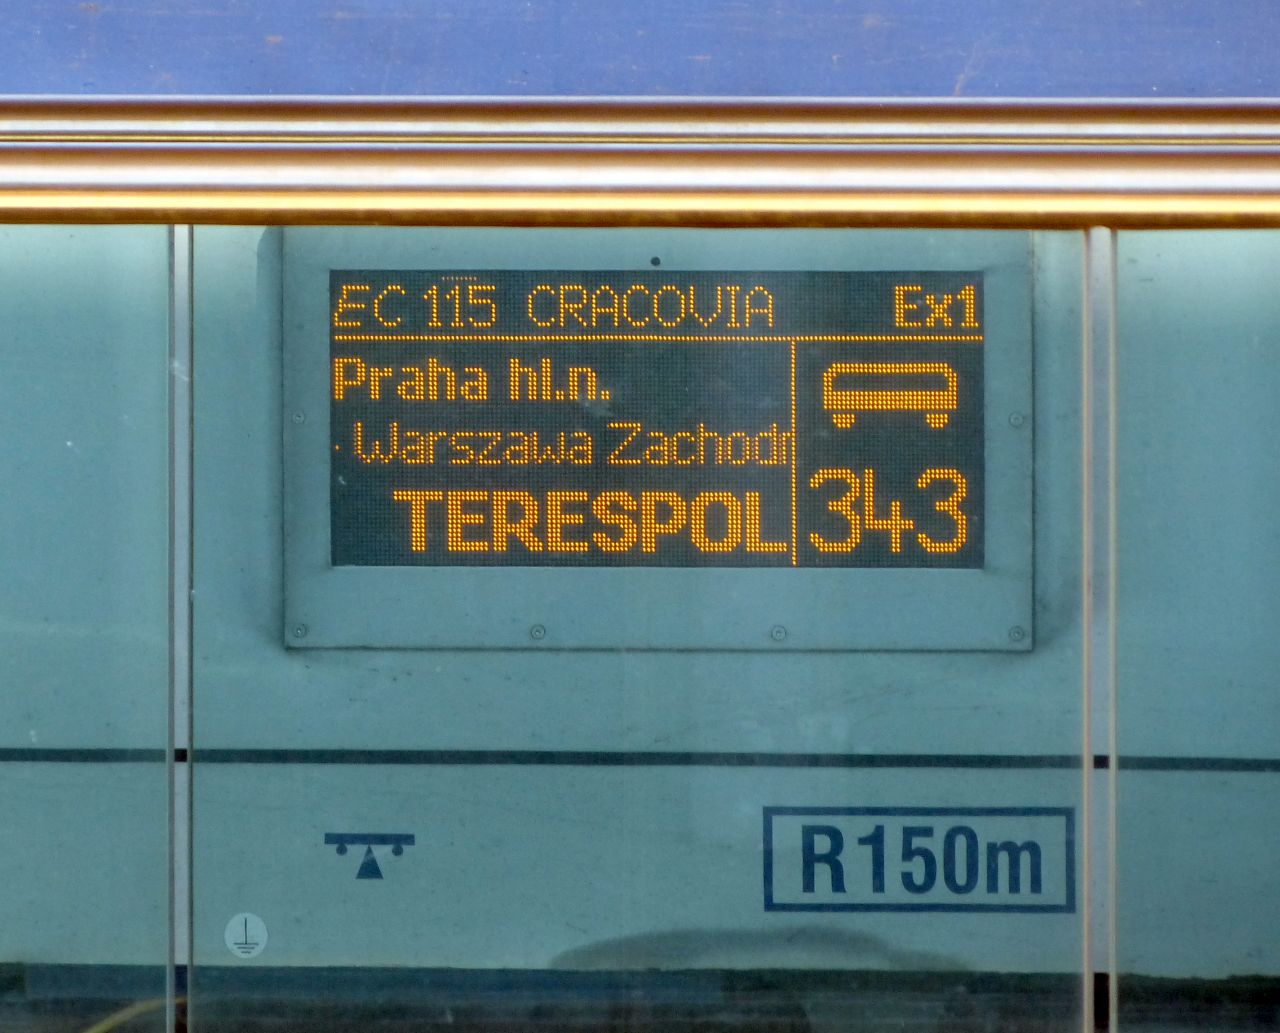 EC 115 CRACOVIA Ex1
Praha hl.n.
· Warszawa Zachodn
TERESPOL
343
R150m